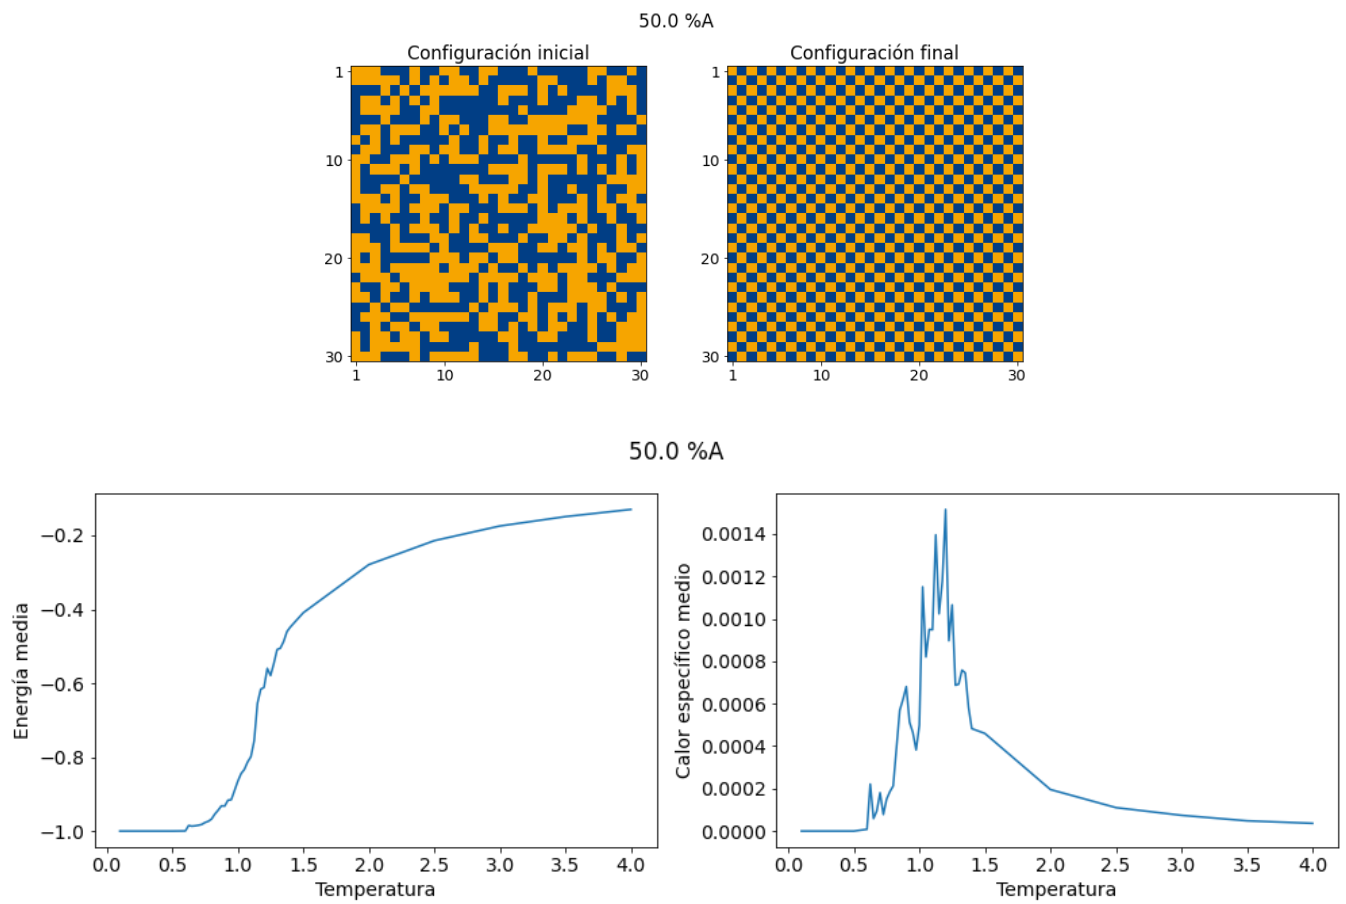 50.0 %A
Configuración inicial
Configuración final
1
10
20
30
1 10 20 30
1
10
20
30
1 10 20 30
50.0 %A
Energía media
−0.2
−0.4
−0.6
−0.8
−1.0
0.0 0.5 1.0 1.5 2.0 2.5 3.0 3.5 4.0
Temperatura
Calor específico medio
0.0014
0.0012
0.0010
0.0008
0.0006
0.0004
0.0002
0.0000
0.0 0.5 1.0 1.5 2.0 2.5 3.0 3.5 4.0
Temperatura